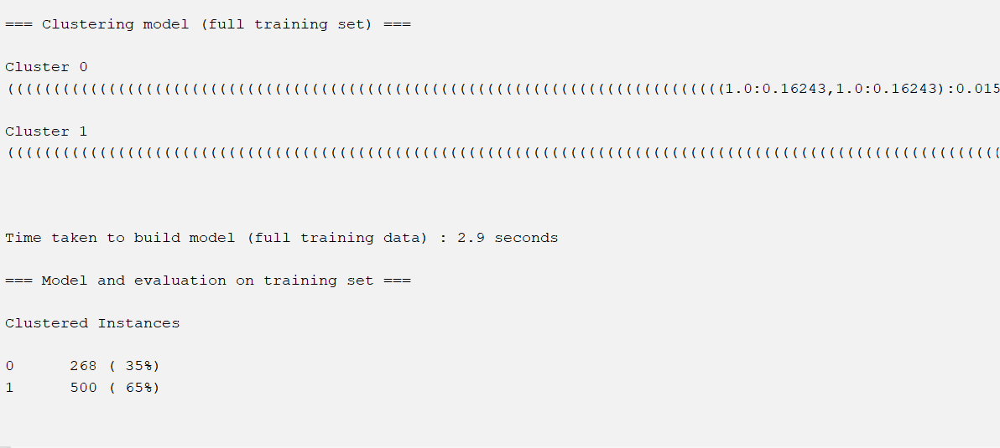 === Clustering model (full training set) ===
Cluster 0
((((((((((((((((((((((((((((((((((((((((((((((((((((((((((((((((((((((((((((((1.0:0.16243,1.0:0.16243):0.015
Cluster 1
((((((((((((((((((((((((((((((((((((((((((((((((((((((((((((((((((((((((((((((((((((((((((((((((((((((((((((
Time taken to build model (full training data) : 2.9 seconds
=== Model and evaluation on training set ===
Clustered Instances
0      268 ( 35%)
1      500 ( 65%)